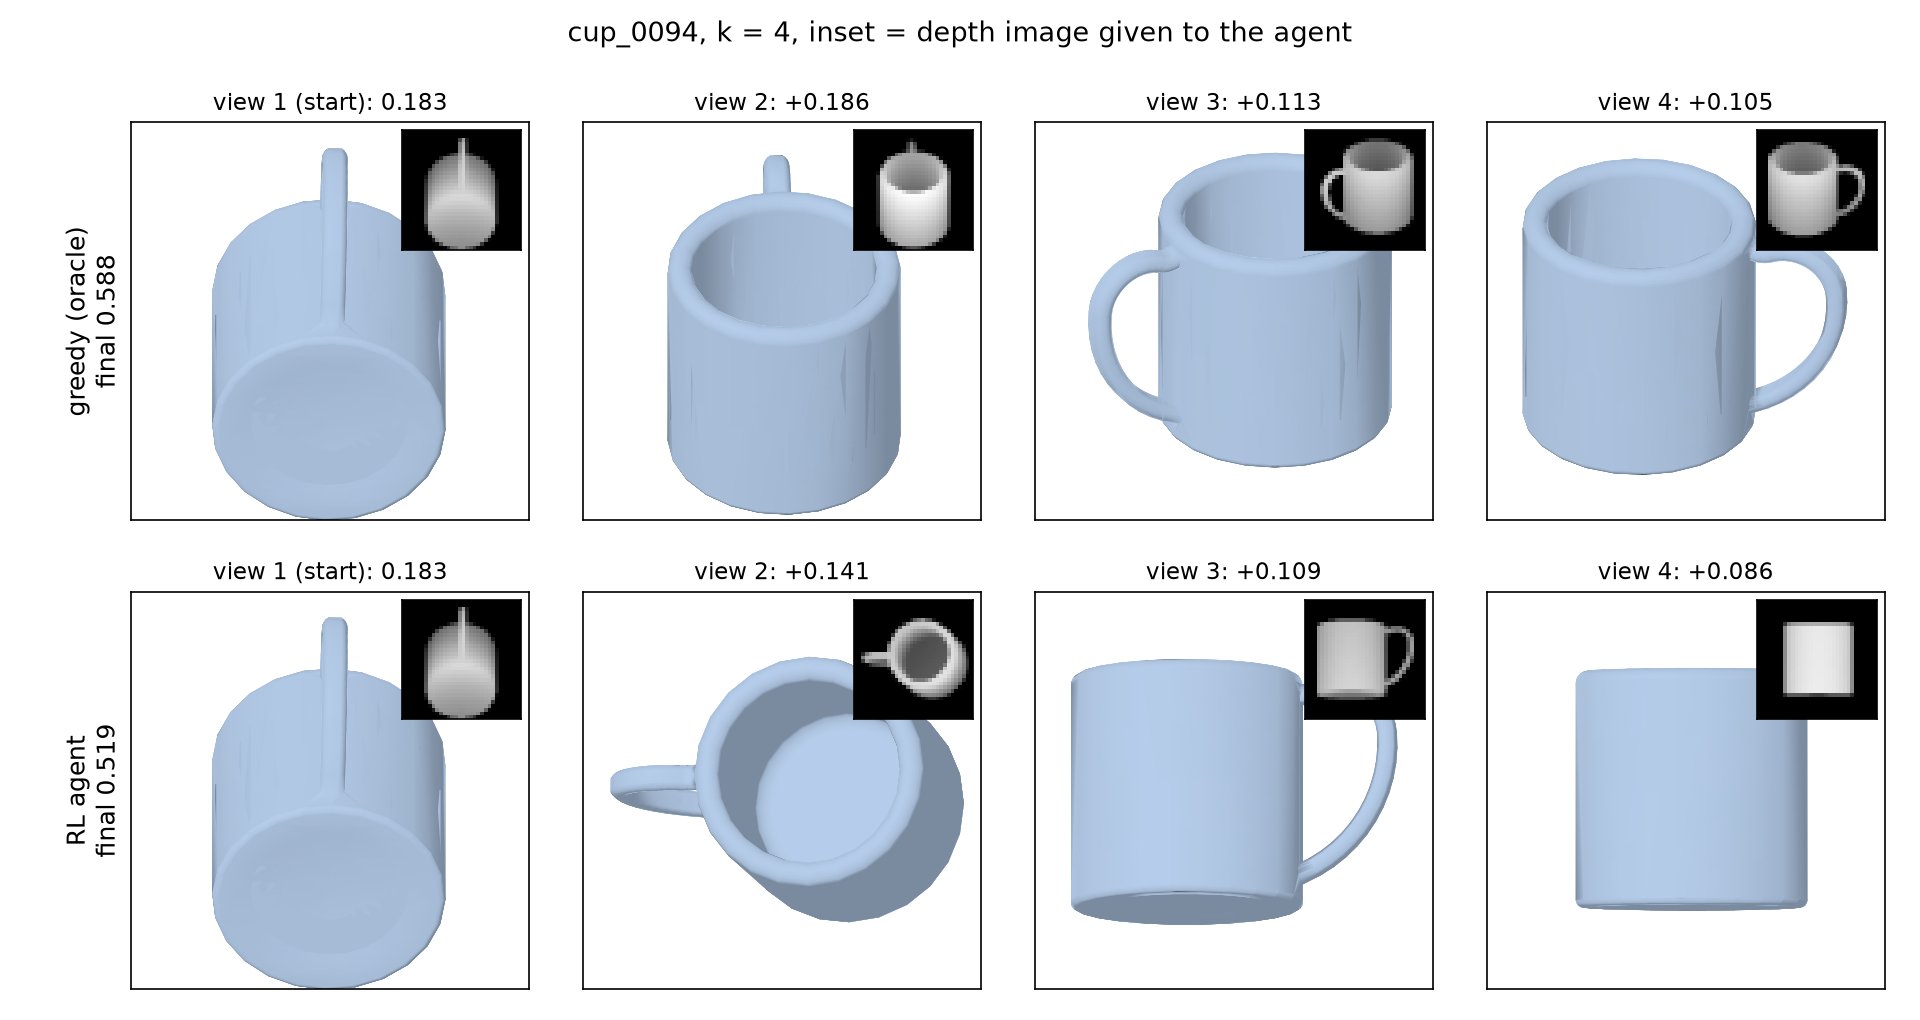 cup_0094, k = 4, inset = depth image given to the agent
view 1 (start): 0.183
view 2: +0.186
view 3: +0.113
view 4: +0.105
greedy (oracle)
final 0.588
view 1 (start): 0.183
view 2: +0.141
view 3: +0.109
view 4: +0.086
RL agent
final 0.519